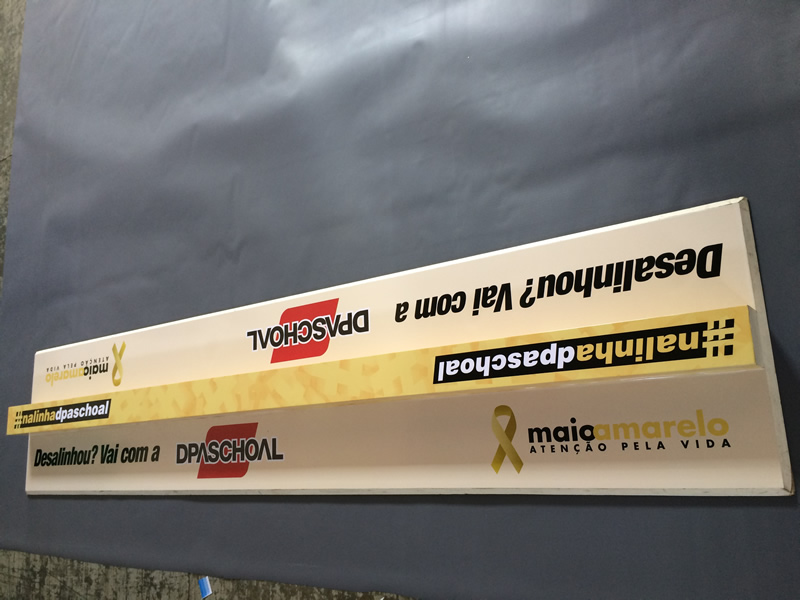 Desalinhou? Vai com a
DPASCHOAL
maioamarelo
ATENÇÃO PELA VIDA
#nalinhadpaschoal
#nalinhadpaschoal
Desalinhou? Vai com a
DPASCHOAL
maioamarelo
ATENÇÃO PELA VIDA